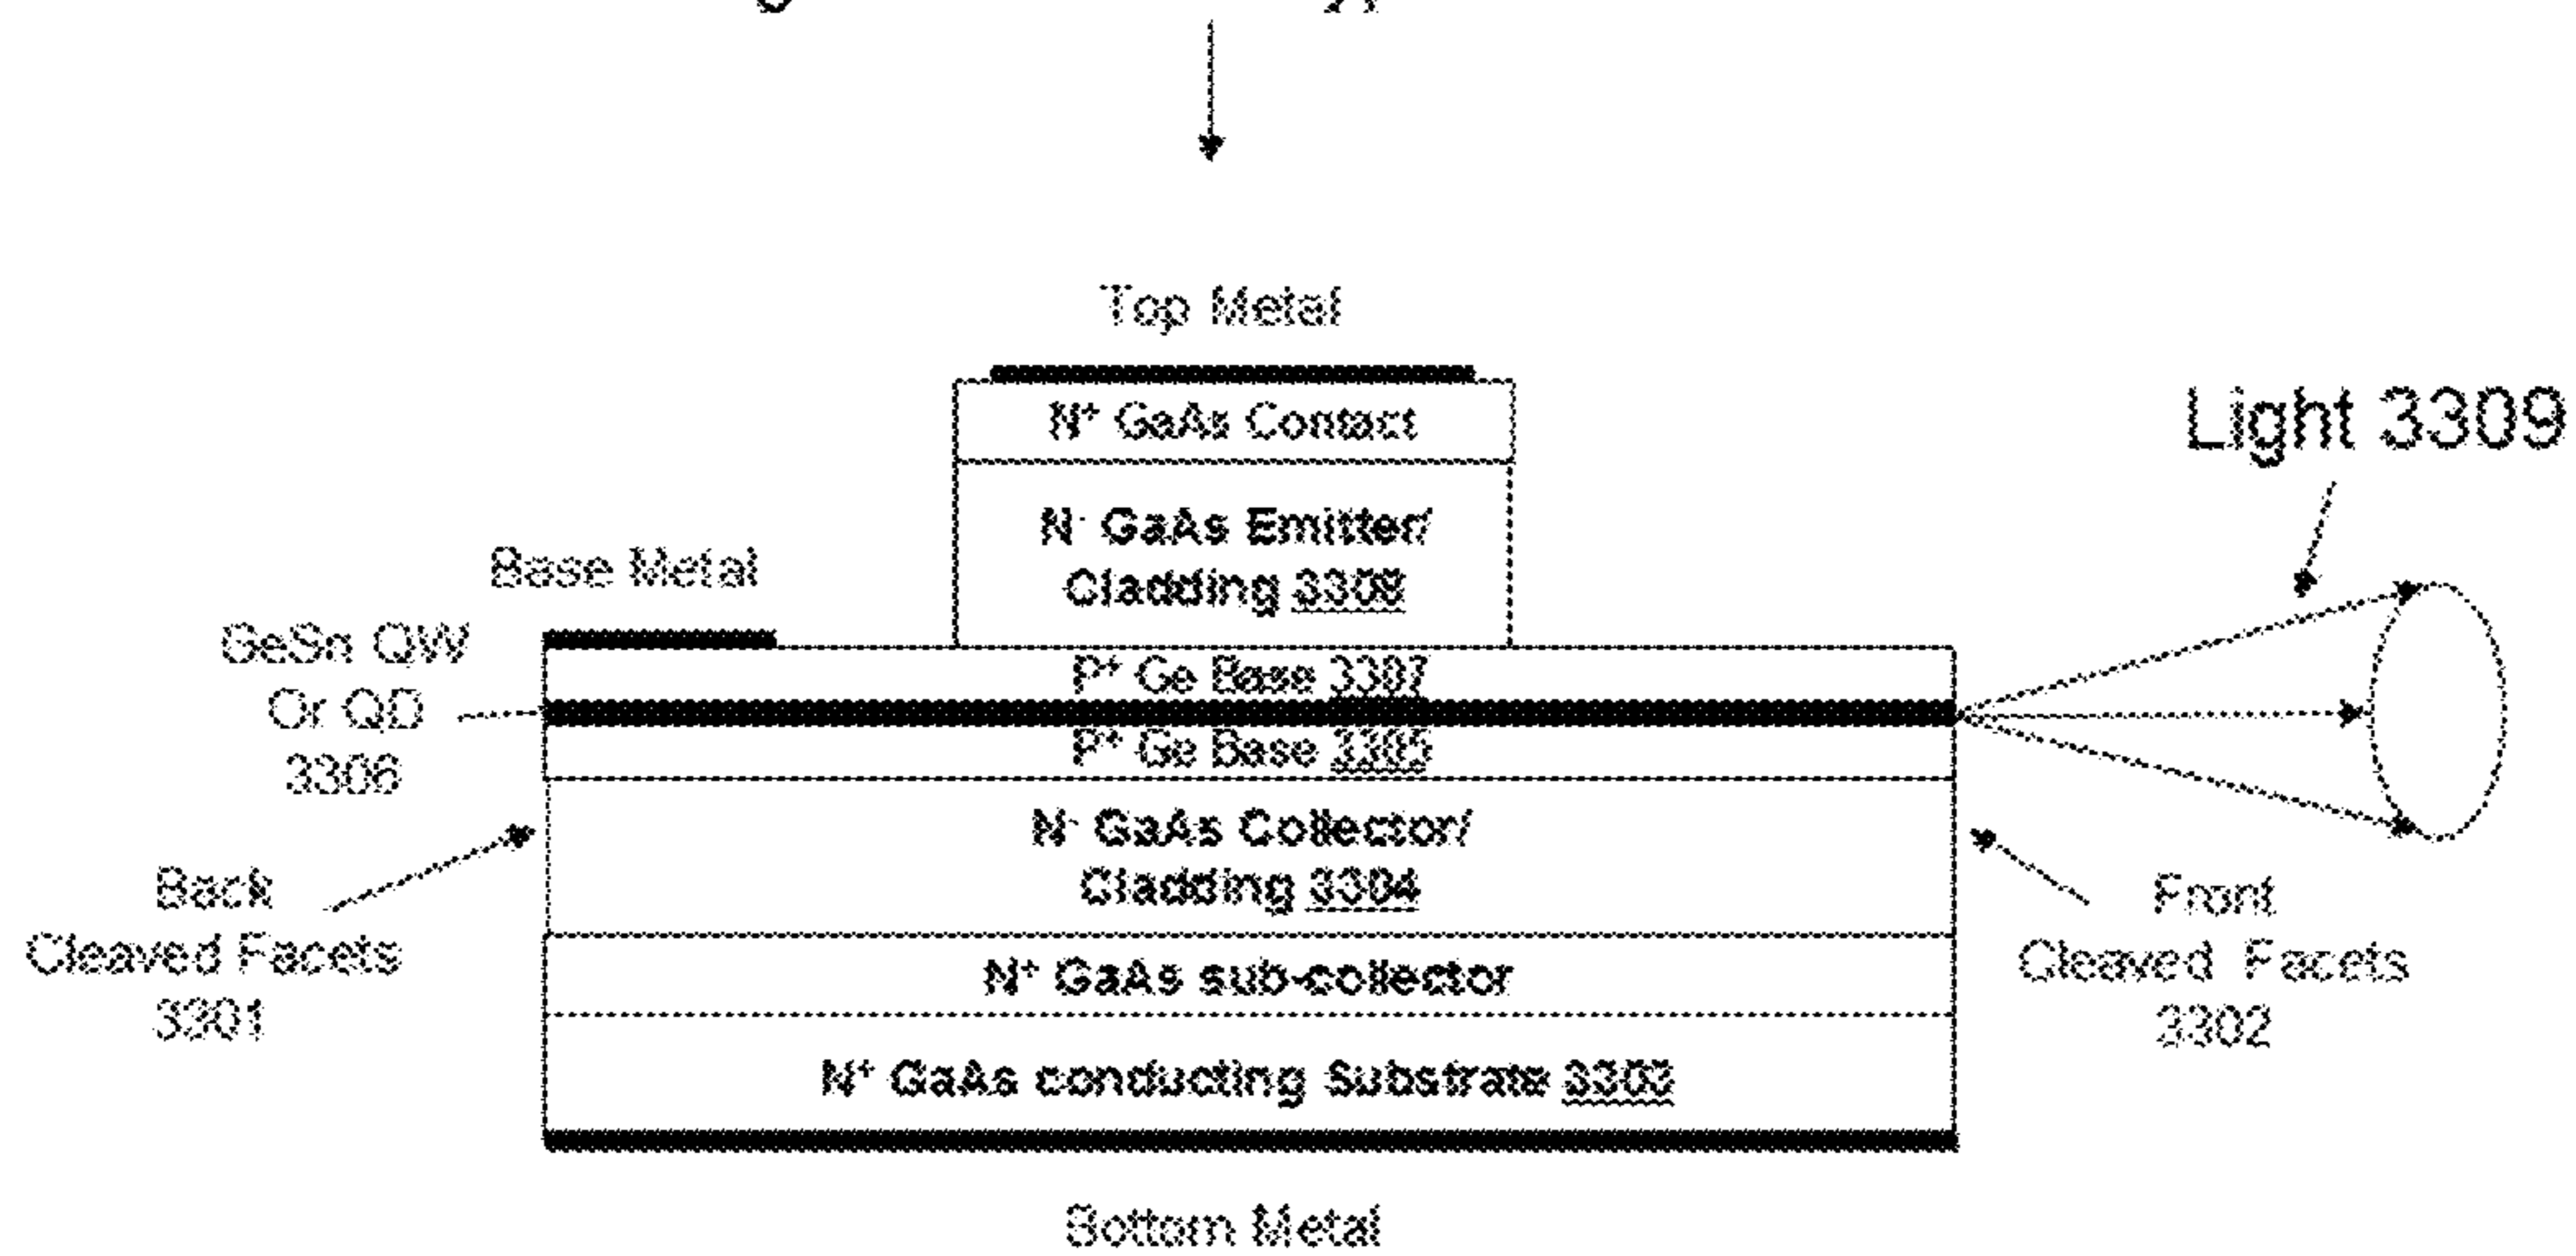 Top Metal
N+ GaAs Contact
Light 3309
N- GaAs Emitter/
Cladding 3308
Base Metal
GeSn QW
Or QD
3306
P+ Ge Base 3307
P+ Ge Base 3305
N- GaAs Collector/
Cladding 3304
Back
Cleaved Facets
3301
Front
Cleaved Facets
3302
N+ GaAs sub-collector
N+ GaAs conducting Substrate 3303
Bottom Metal